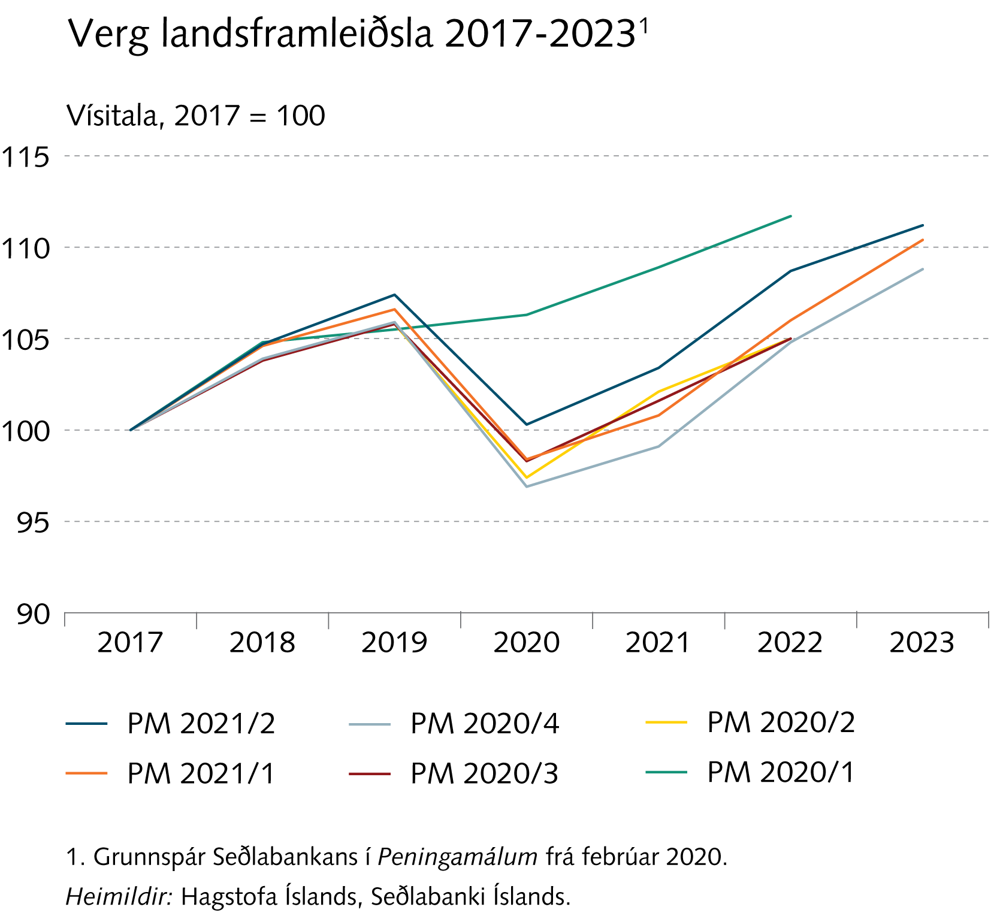 Verg landsframleiðsla 2017-2023¹
Vísitala, 2017 = 100
115
110
105
100
95
90
2017 2018 2019 2020 2021 2022 2023
PM 2021/2 PM 2020/4 PM 2020/2
PM 2021/1 PM 2020/3 PM 2020/1
1. Grunnspár Seðlabankans í Peningamálum frá febrúar 2020.
Heimildir: Hagstofa Íslands, Seðlabanki Íslands.